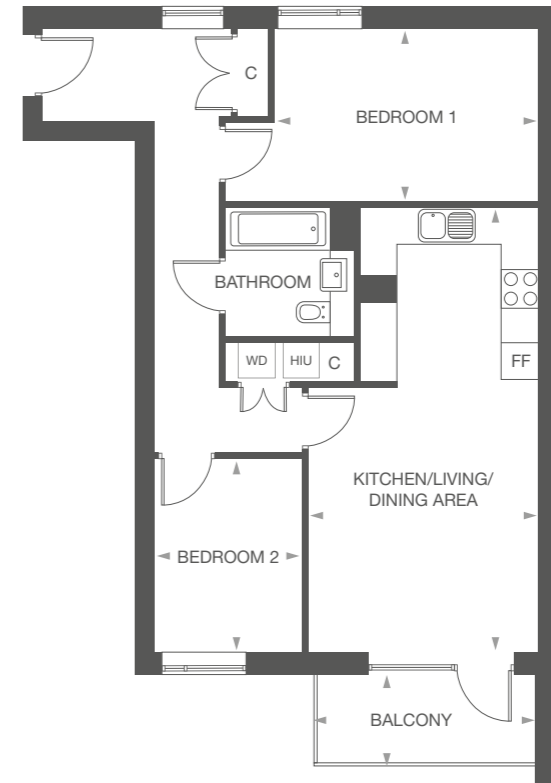 C
BEDROOM 1
BATHROOM
WD
HIU
C
FF
KITCHEN/LIVING/
DINING AREA
BEDROOM 2
BALCONY